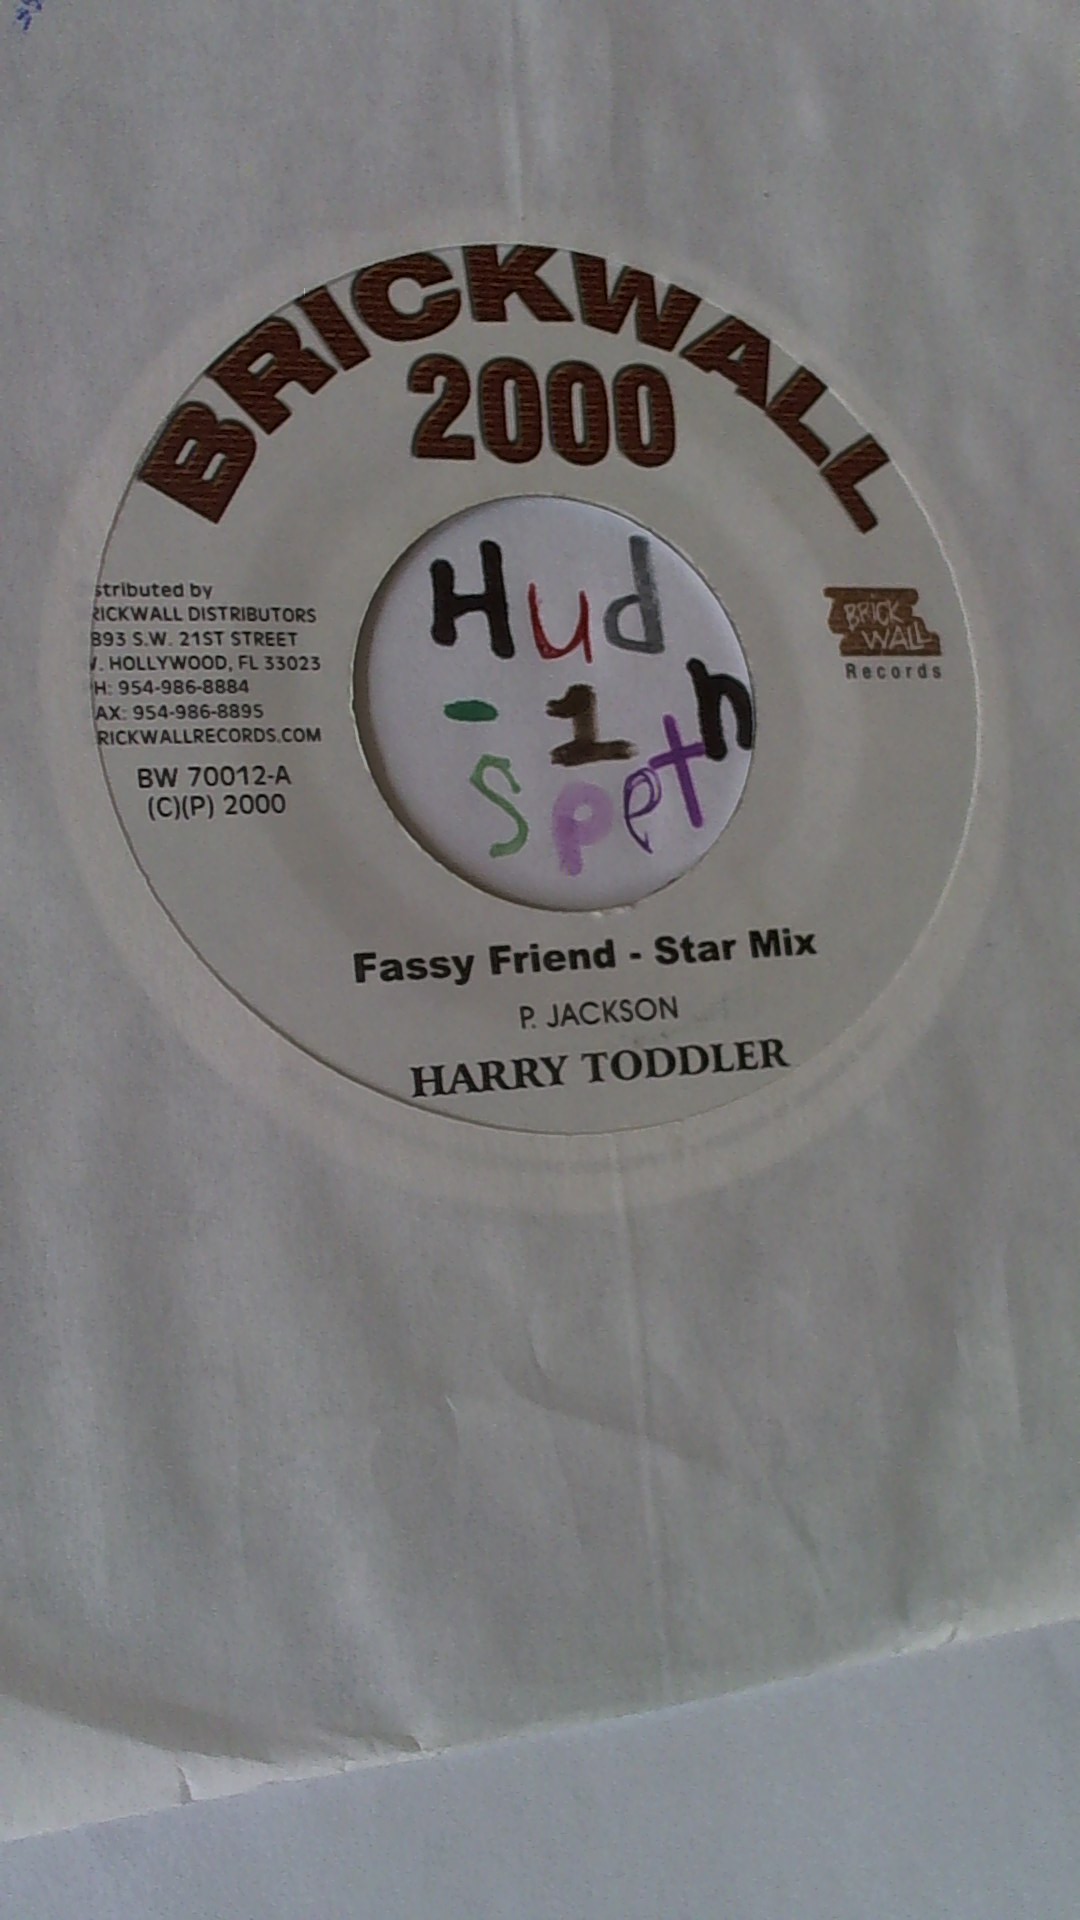 BRICKWALL
2000
Hud
- 1
Speth
stributed by
RICKWALL DISTRIBUTORS
893 S.W. 21ST STREET
. HOLLYWOOD, FL 33023
H: 954-986-8884
AX: 954-986-8895
RICKWALLRECORDS.COM
BW 70012-A
(C)(P) 2000
BRICK
WALL
Records
Fassy Friend - Star Mix
P. JACKSON
HARRY TODDLER